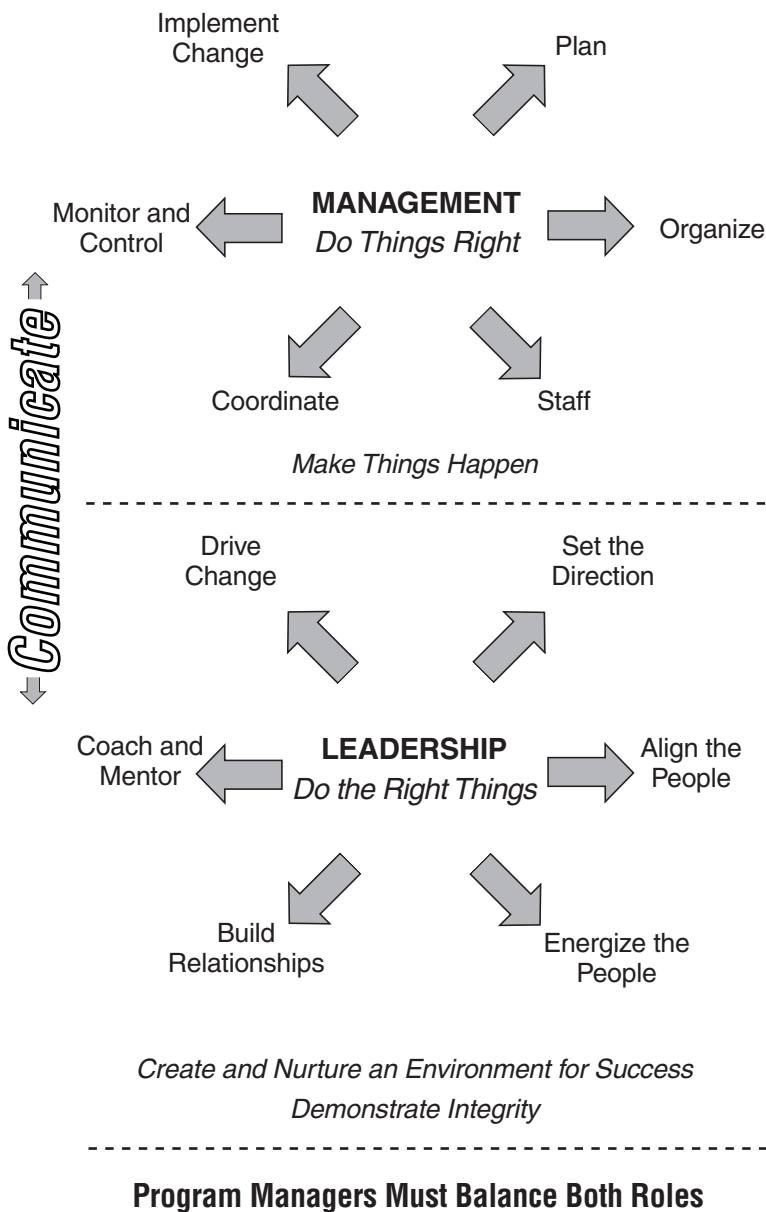 Implement
Change
Plan
MANAGEMENT
Do Things Right
Monitor and
Control
Organize
Coordinate
Staff
Make Things Happen
Communicate
Drive
Change
Set the
Direction
LEADERSHIP
Do the Right Things
Coach and
Mentor
Align the
People
Build
Relationships
Energize the
People
Create and Nurture an Environment for Success
Demonstrate Integrity
Program Managers Must Balance Both Roles